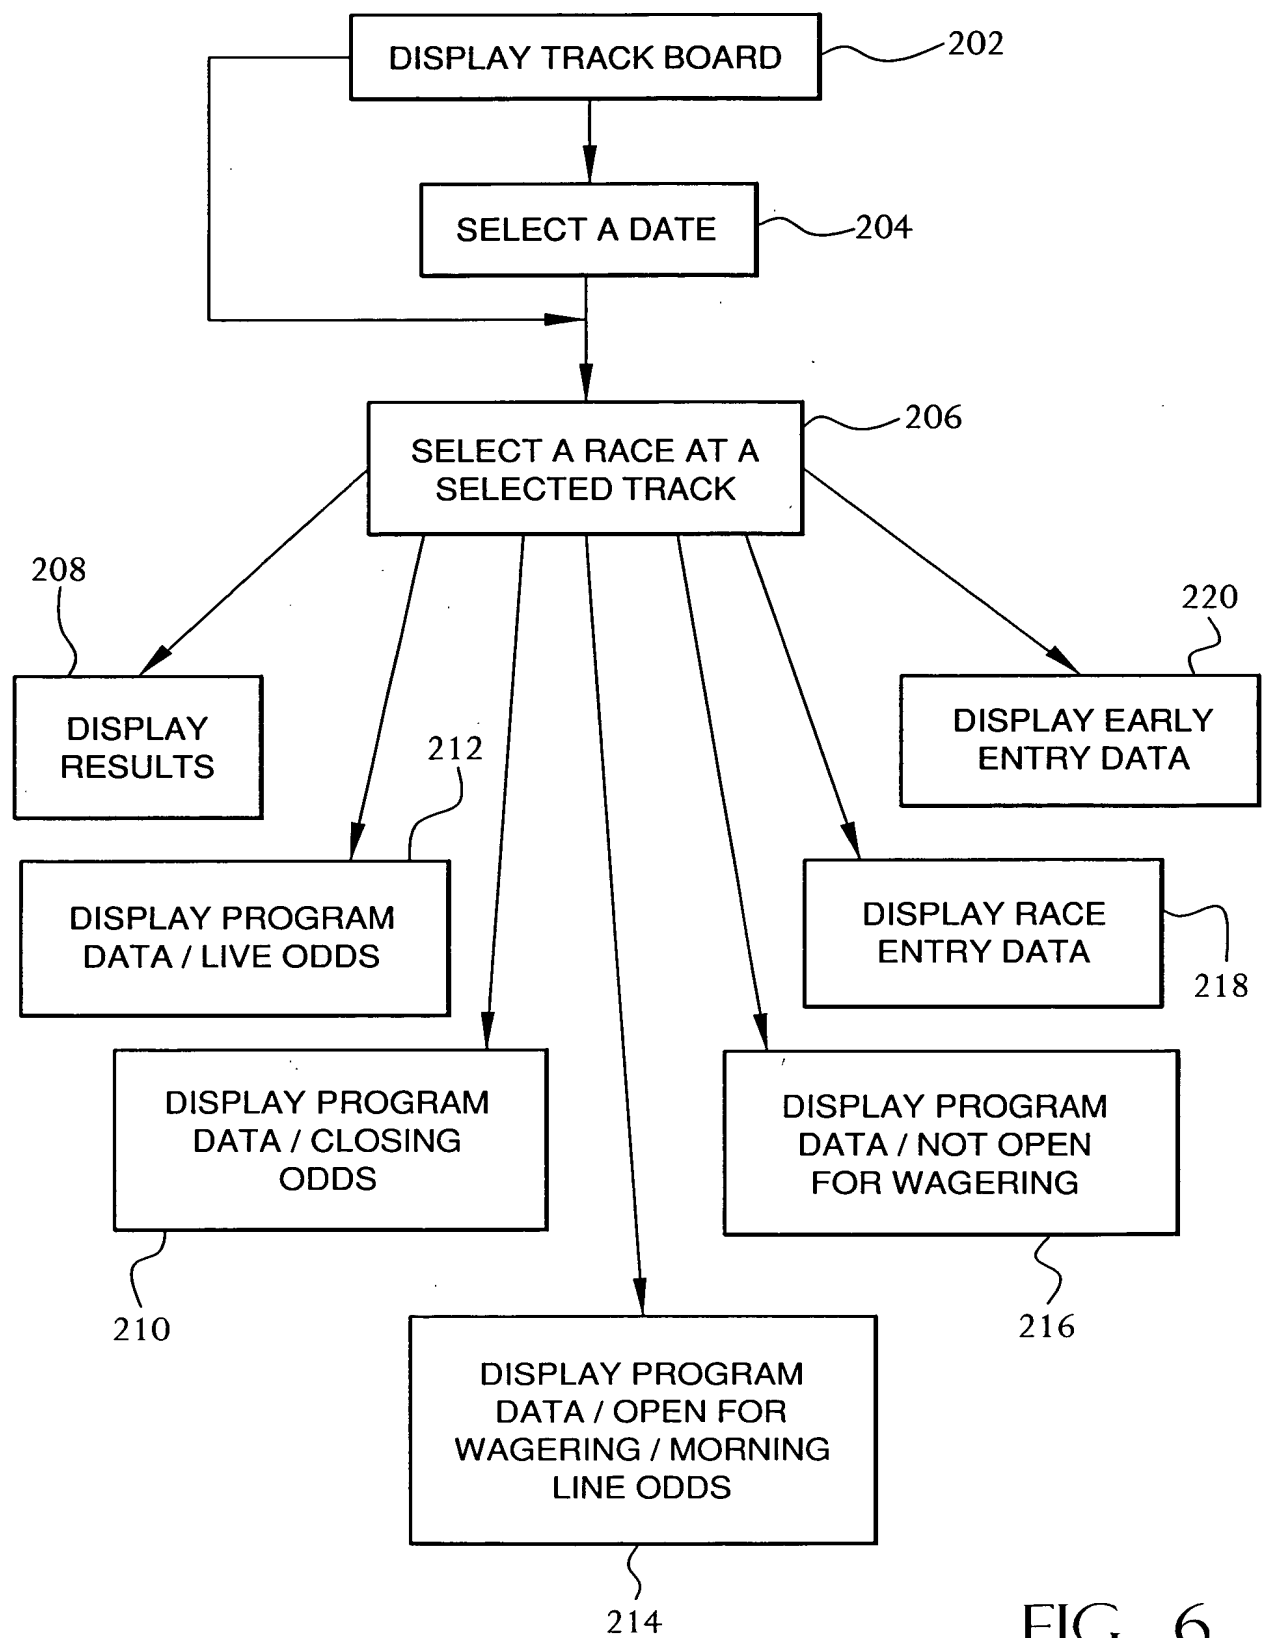 DISPLAY TRACK BOARD
202
SELECT A DATE
204
206
SELECT A RACE AT A
SELECTED TRACK
208
220
DISPLAY
RESULTS
DISPLAY EARLY
ENTRY DATA
212
DISPLAY PROGRAM
DATA / LIVE ODDS
DISPLAY RACE
ENTRY DATA
218
DISPLAY PROGRAM
DATA / CLOSING
ODDS
210
DISPLAY PROGRAM
DATA / NOT OPEN
FOR WAGERING
216
DISPLAY PROGRAM
DATA / OPEN FOR
WAGERING / MORNING
LINE ODDS
214
FIG. 6